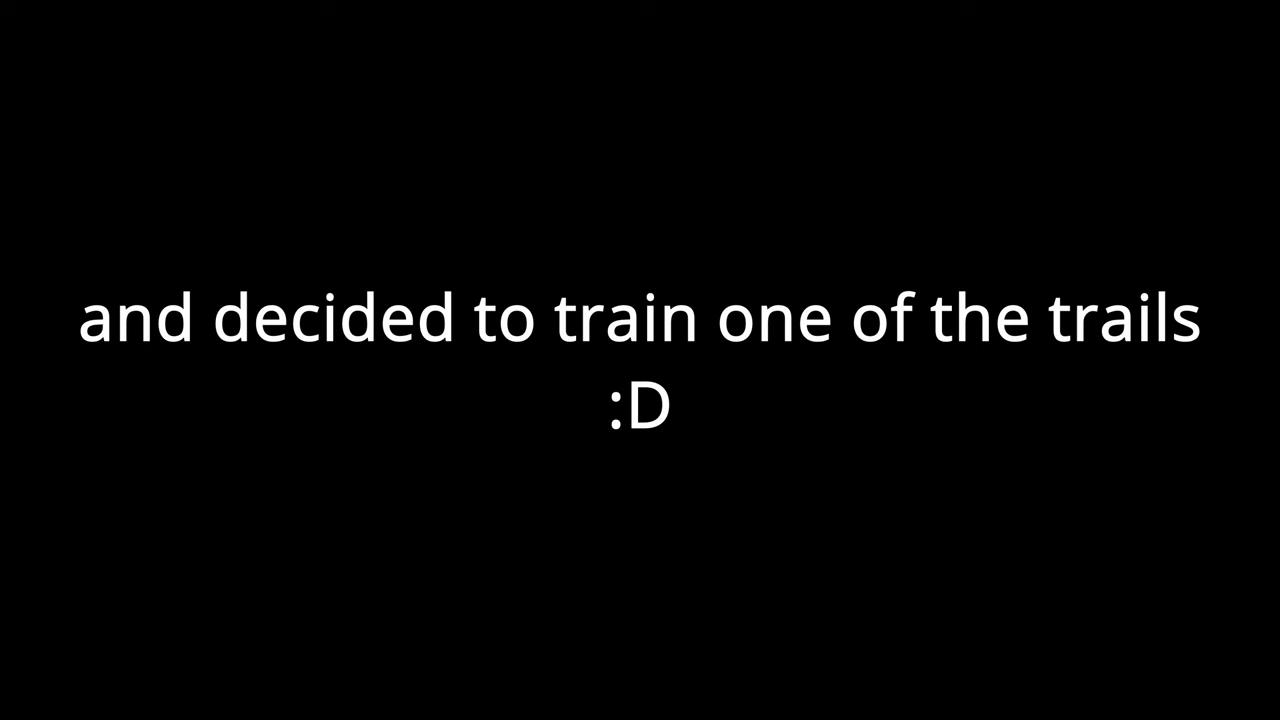 and decided to train one of the trails
:D